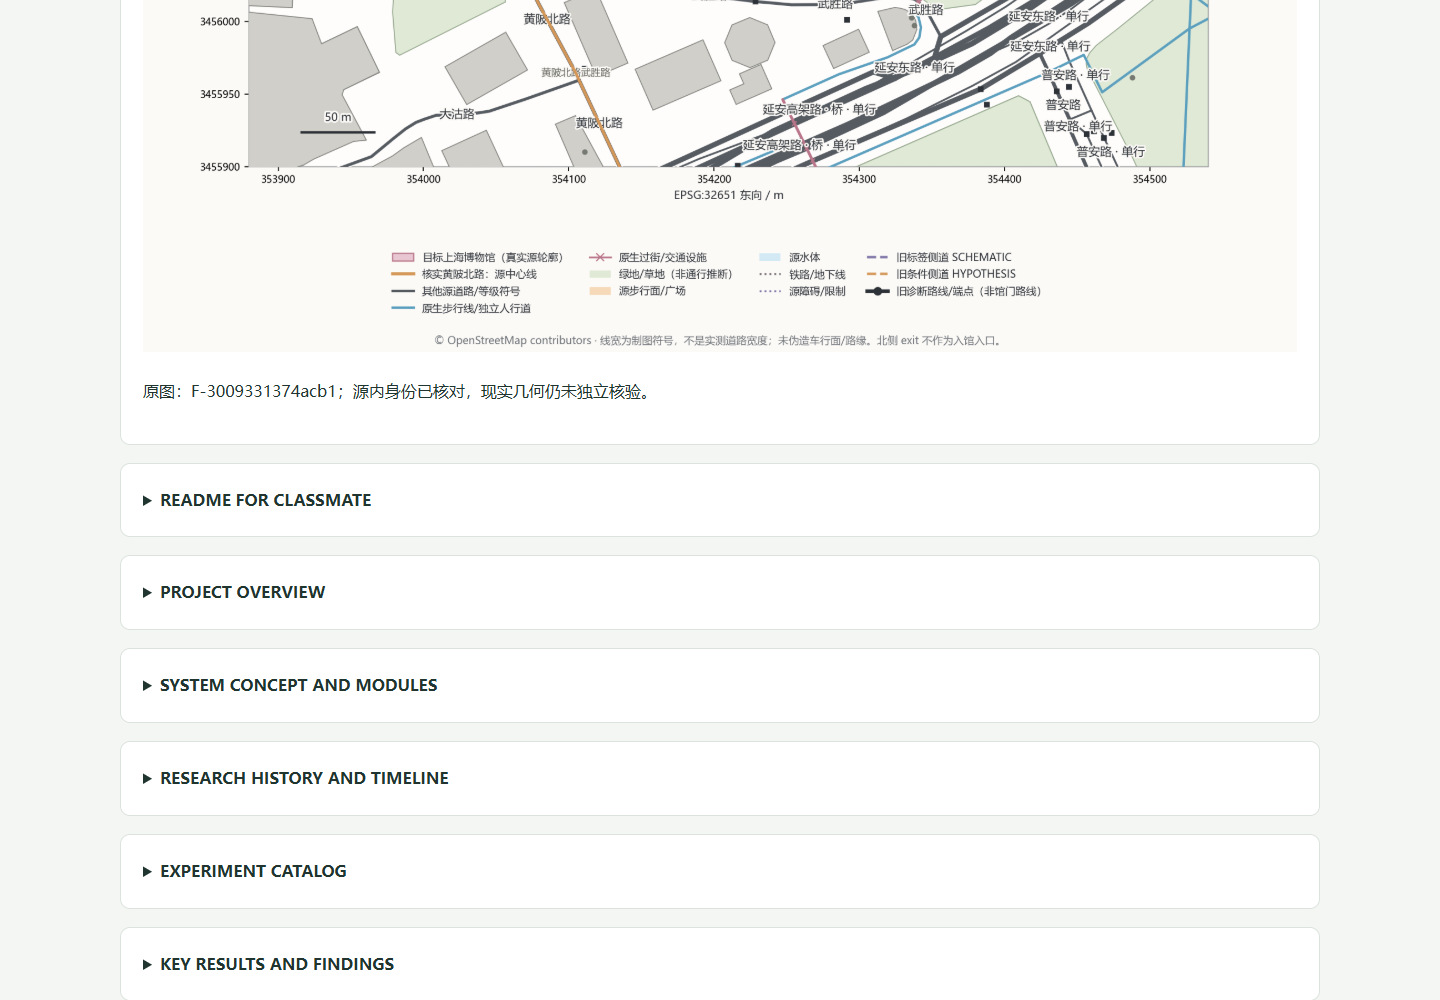 武胜路
武胜路
黄陂北路
延安东路 · 单行
3456000
延安东路 · 单行
延安东路 · 单行
黄陂北路武胜路
普安路 · 单行
3455950
普安路
延安高架路 · 桥 · 单行
大沽路
50 m
黄陂北路
普安路 · 单行
延安高架路 · 桥 · 单行
普安路 · 单行
3455900
353900
354000
354100
354200
354300
354400
354500
EPSG:32651 东向 / m
目标上海博物馆（真实源轮廓）
原生过街/交通设施
源水体
旧标签侧道 SCHEMATIC
核实黄陂北路：源中心线
绿地/草地（非通行推断）
铁路/地下线
旧条件侧道 HYPOTHESIS
其他源道路/等级符号
源步行面/广场
源障碍/限制
旧诊断路线/端点（非馆门路线）
原生步行线/独立人行道
© OpenStreetMap contributors · 线宽为制图符号，不是实测道路宽度；未伪造车行面/路缘。北侧 exit 不作为入馆入口。
原图：F-3009331374acb1；源内身份已核对，现实几何仍未独立核验。
README FOR CLASSMATE
PROJECT OVERVIEW
SYSTEM CONCEPT AND MODULES
RESEARCH HISTORY AND TIMELINE
EXPERIMENT CATALOG
KEY RESULTS AND FINDINGS